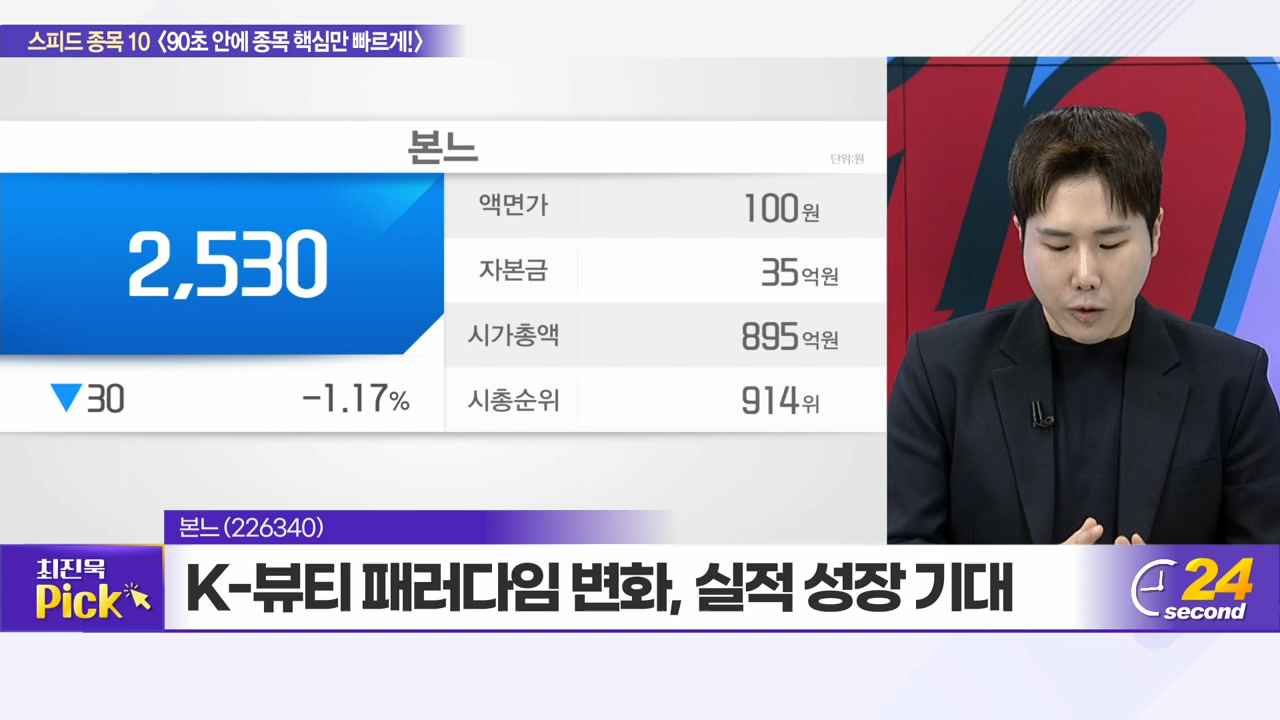 스피드 종목 10 <90초 안에 종목 핵심만 빠르게!>
본느
단위:원
2,530
▼30 -1.17%
액면가 100원
자본금 35억원
시가총액 895억원
시총순위 914위
본느 (226340)
최진욱
Pick
K-뷰티 패러다임 변화, 실적 성장 기대
24
second